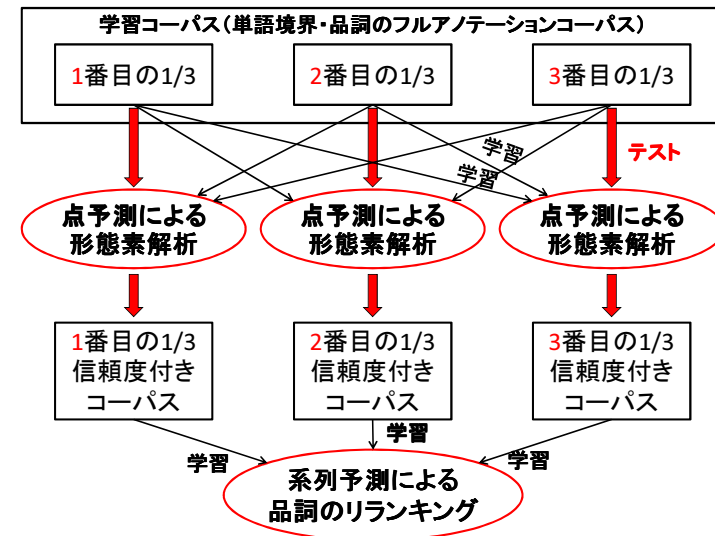 学習コーパス(単語境界・品詞のフルアノテーションコーパス)
1番目の1/3
2番目の1/3
3番目の1/3
学習
学習
テスト
点予測による
形態素解析
点予測による
形態素解析
点予測による
形態素解析
1番目の1/3
信頼度付き
コーパス
2番目の1/3
信頼度付き
コーパス
3番目の1/3
信頼度付き
コーパス
学習
学習
学習
系列予測による
品詞のリランキング